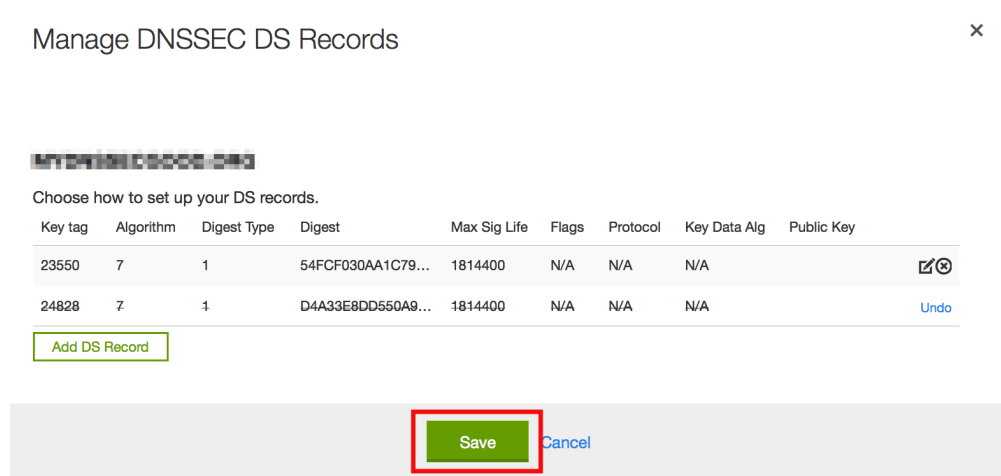 Manage DNSSEC DS Records
Choose how to set up your DS records.
Key tag Algorithm Digest Type Digest Max Sig Life Flags Protocol Key Data Alg Public Key
23550 7 1 54FCF030AA1C79... 1814400 N/A N/A N/A
24828 7 1 D4A33E8DD550A9... 1814400 N/A N/A N/A Undo
Add DS Record
Save Cancel